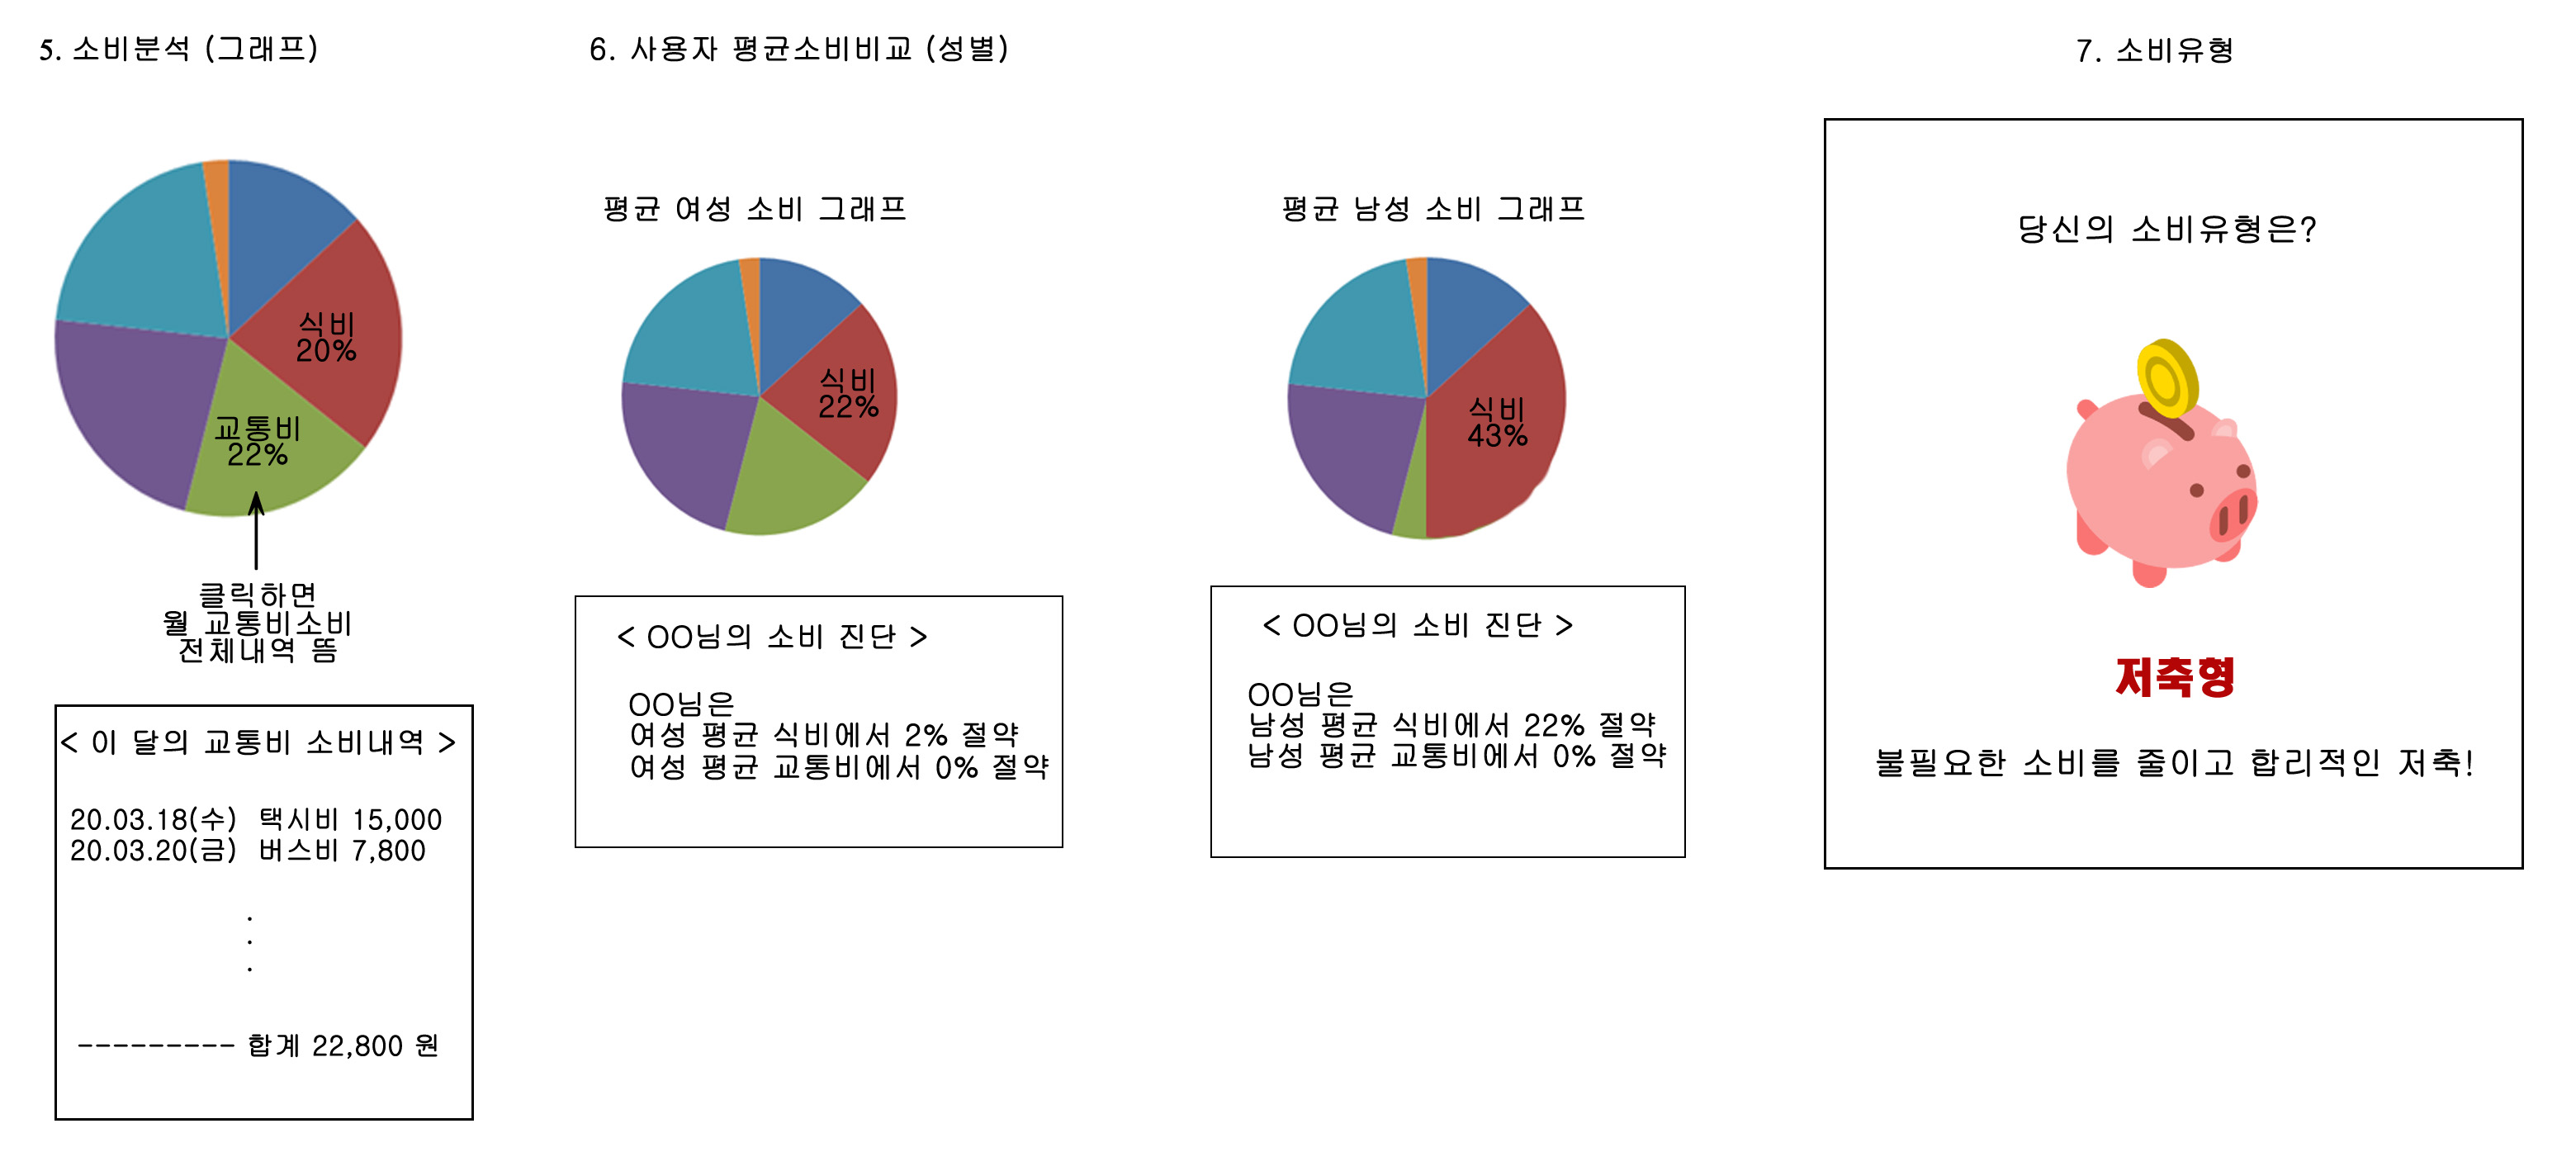 5. 소비분석 (그래프)
식비
20%
교통비
22%
클릭하면
월 교통비소비
전체내역 뜸
< 이 달의 교통비 소비내역 >
20.03.18(수) 택시비 15,000
20.03.20(금) 버스비 7,800
.
.
.
--------- 합계 22,800 원
6. 사용자 평균소비비교 (성별)
평균 여성 소비 그래프
식비
22%
< OO님의 소비 진단 >
OO님은
여성 평균 식비에서 2% 절약
여성 평균 교통비에서 0% 절약
평균 남성 소비 그래프
식비
43%
< OO님의 소비 진단 >
OO님은
남성 평균 식비에서 22% 절약
남성 평균 교통비에서 0% 절약
7. 소비유형
당신의 소비유형은?
저축형
불필요한 소비를 줄이고 합리적인 저축!